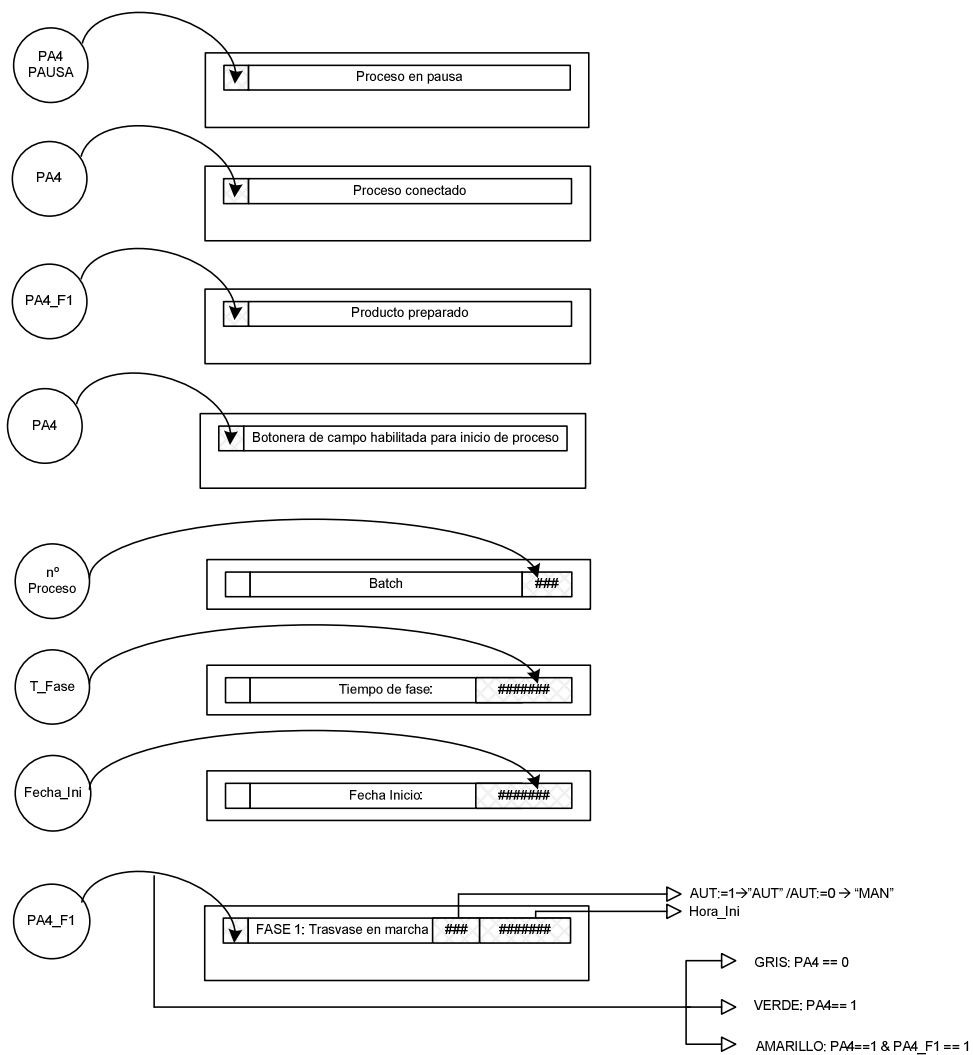 PA4
PAUSA
Proceso en pausa
PA4
Proceso conectado
PA4_F1
Producto preparado
PA4
Botonera de campo habilitada para inicio de proceso
nº
Proceso
Batch
###
T_Fase
Tiempo de fase:
#######
Fecha_Ini
Fecha Inicio:
#######
PA4_F1
FASE 1: Trasvase en marcha
###
#######
AUT:=1→"AUT" /AUT:=0 → "MAN"
Hora_Ini
GRIS: PA4 == 0
VERDE: PA4== 1
AMARILLO: PA4==1 & PA4_F1 == 1